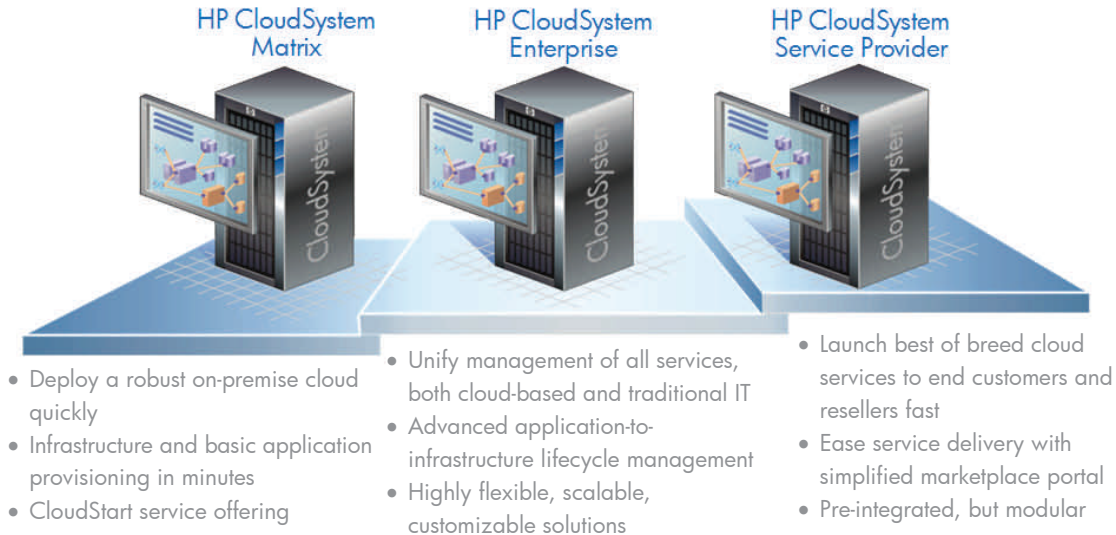 HP CloudSystem
Matrix
HP CloudSystem
Enterprise
HP CloudSystem
Service Provider
hp
CloudSystem
hp
CloudSystem
hp
CloudSystem
• Deploy a robust on-premise cloud
quickly
• Infrastructure and basic application
provisioning in minutes
• CloudStart service offering
• Unify management of all services,
both cloud-based and traditional IT
• Advanced application-to-
infrastructure lifecycle management
• Highly flexible, scalable,
customizable solutions
• Launch best of breed cloud
services to end customers and
resellers fast
• Ease service delivery with
simplified marketplace portal
• Pre-integrated, but modular